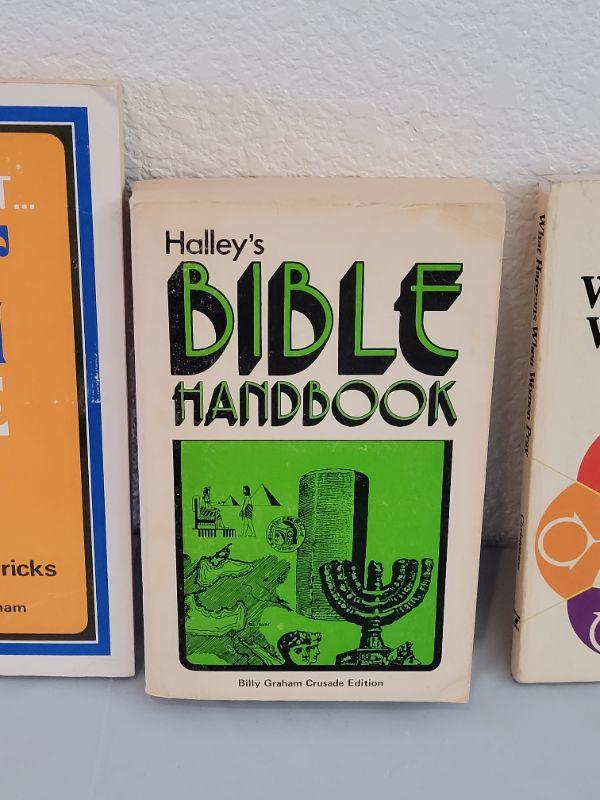 ricks
ham
Halley's
BIBLE
HANDBOOK
Billy Graham Crusade Edition
What Happens When Women Pray
W
W